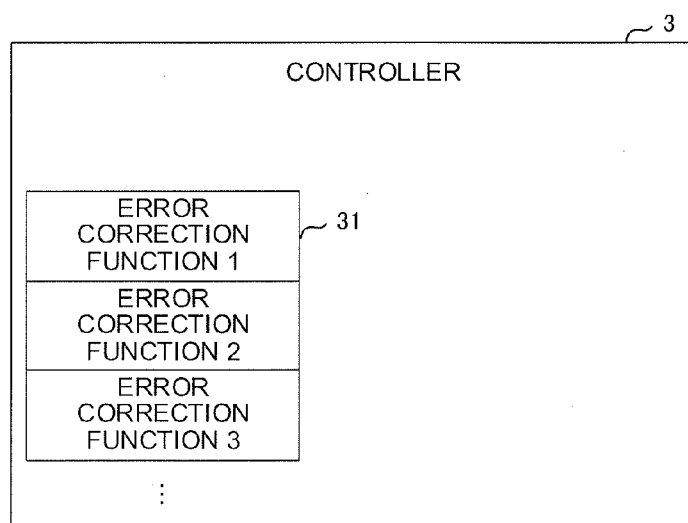 3
CONTROLLER
ERROR
CORRECTION
FUNCTION 1
31
ERROR
CORRECTION
FUNCTION 2
ERROR
CORRECTION
FUNCTION 3
⋮